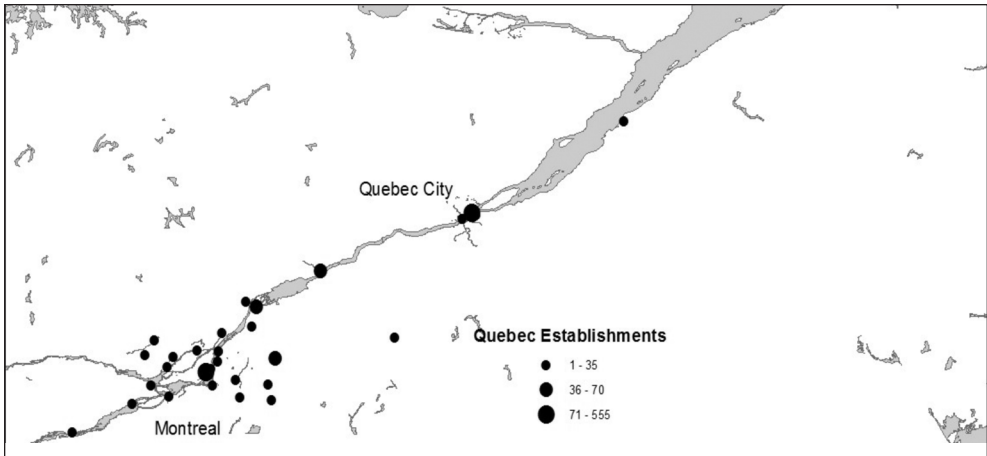 Quebec City
Quebec Establishments
1 - 35
36 - 70
71 - 555
Montreal